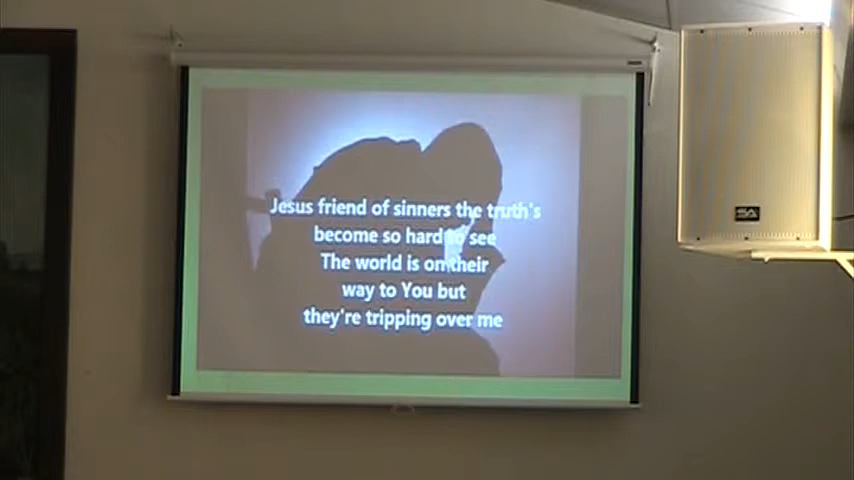 Jesus friend of sinners the truth's
become so hard to see
The world is on their
way to You but
they're tripping over me
SA